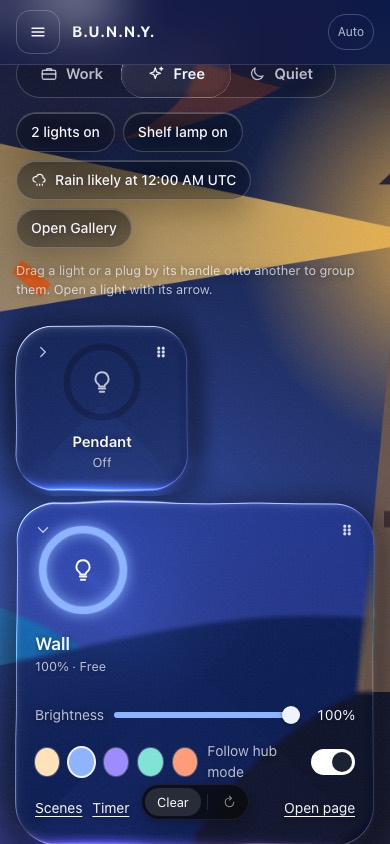 B.U.N.N.Y.
Auto
Work Free Quiet
2 lights on Shelf lamp on
Rain likely at 12:00 AM UTC
Open Gallery
Drag a light or a plug by its handle onto another to group
them. Open a light with its arrow.
Pendant
Off
Wall
100% · Free
Brightness 100%
Follow hub
mode
Scenes Timer Clear Open page